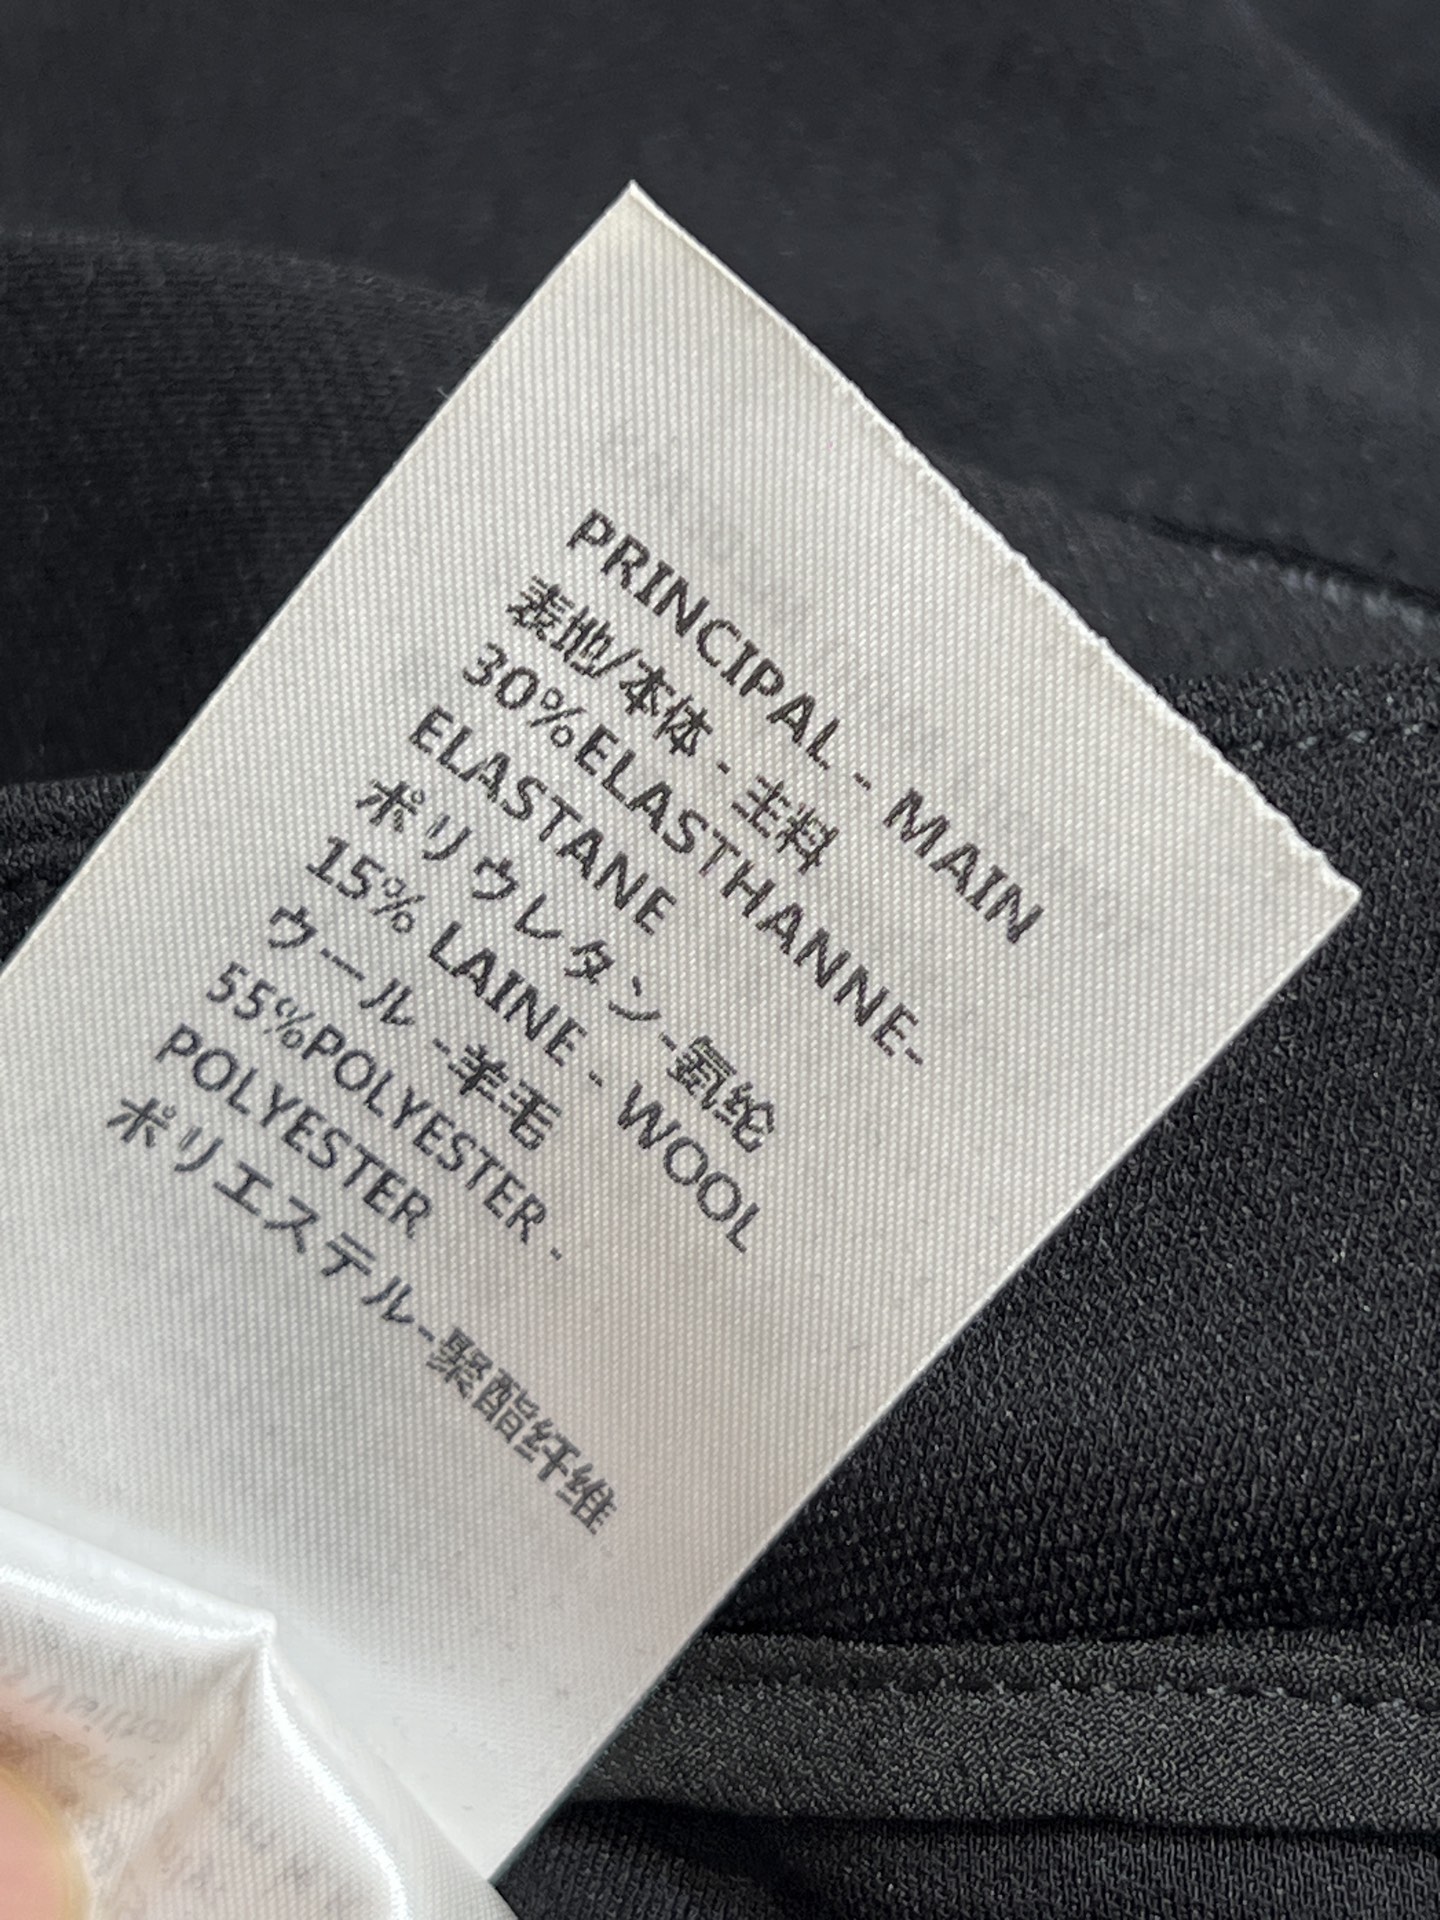 PRINCIPAL - MAIN
表地/本体 - 主料
30%ELASTHANNE-
ELASTANE
ポリウレタン-氨纶
15% LAINE - WOOL
ウール -羊毛
55%POLYESTER -
POLYESTER
ポリエステル-聚酯纤维